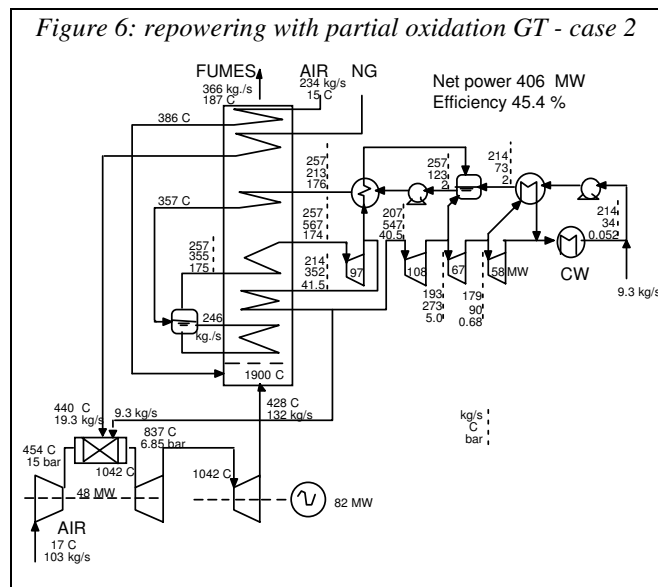 Figure 6: repowering with partial oxidation GT - case 2
FUMES
AIR
NG
366 kg./s
187 C
234 kg/s
15 C
Net power 406 MW
Efficiency 45.4 %
386 C
257
213
176
257
123
2
214
73
2
357 C
257
567
174
207
547
40.5
214
34
0.052
257
355
175
214
352
41.5
97
108
67
58 MW
CW
193
273
5.0
179
90
0.68
9.3 kg/s
246
kg./s
1900 C
440 C
19.3 kg/s
9.3 kg/s
428 C
132 kg/s
kg/s
C
bar
454 C
15 bar
837 C
6.85 bar
1042 C
1042 C
48 MW
82 MW
AIR
17 C
103 kg/s